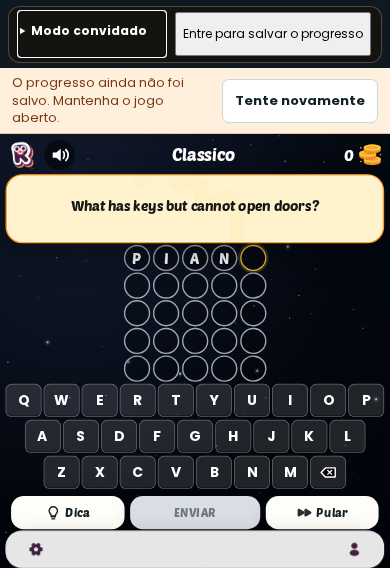 Modo convidado
Entre para salvar o progresso
O progresso ainda não foi
salvo. Mantenha o jogo
aberto.
Tente novamente
Classico
0
What has keys but cannot open doors?
P I A N
Q W E R T Y U I O P
A S D F G H J K L
Z X C V B N M
Dica
ENVIAR
Pular